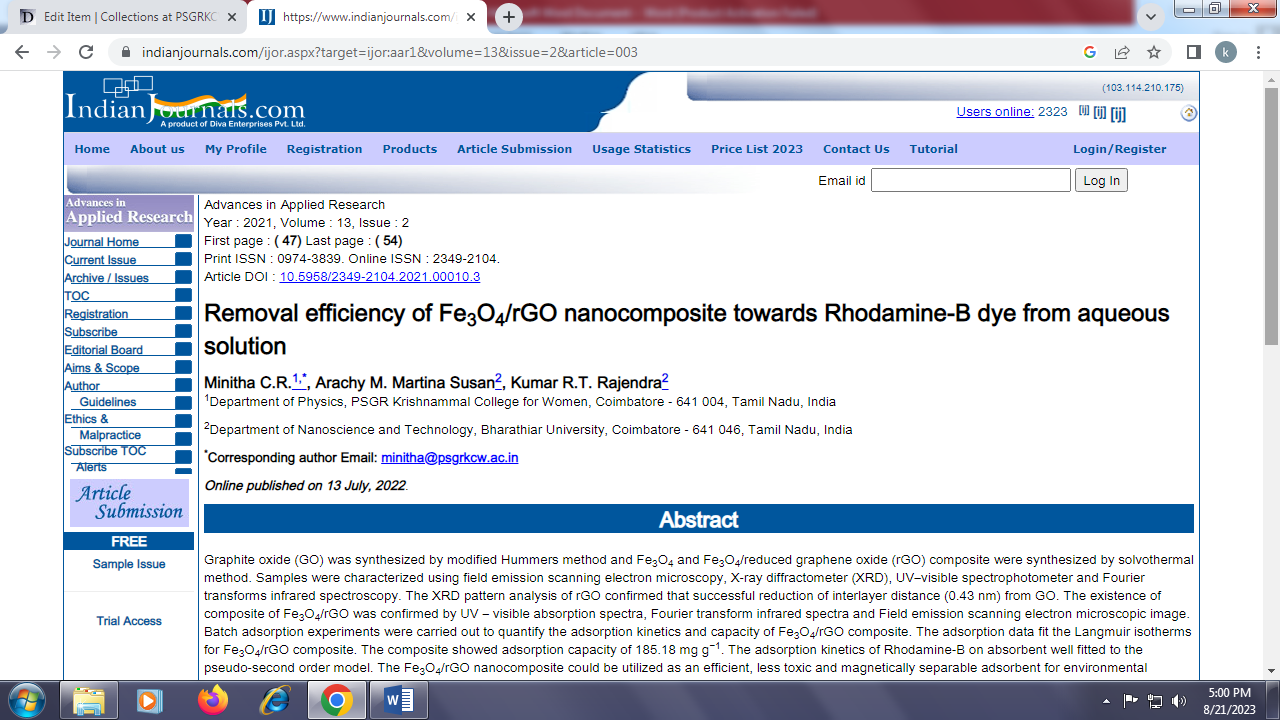 Edit Item | Collections at PSGRKC
https://www.indianjournals.com/
indianjournals.com/ijor.aspx?target=ijor:aar1&volume=13&issue=2&article=003
k
IndianJournals.com
A product of Diva Enterprises Pvt. Ltd.
(103.114.210.175)
Users online: 2323 [ij] [ij] [ij]
Home About us My Profile Registration Products Article Submission Usage Statistics Price List 2023 Contact Us Tutorial Login/Register
Email id Log In
Advances in
Applied Research
Journal Home
Current Issue
Archive / Issues
TOC
Registration
Subscribe
Editorial Board
Aims & Scope
Author
Guidelines
Ethics &
Malpractice
Subscribe TOC
Alerts
Article
Submission
FREE
Sample Issue
Trial Access
Advances in Applied Research
Year : 2021, Volume : 13, Issue : 2
First page : ( 47) Last page : ( 54)
Print ISSN : 0974-3839. Online ISSN : 2349-2104.
Article DOI : 10.5958/2349-2104.2021.00010.3
Removal efficiency of Fe3O4/rGO nanocomposite towards Rhodamine-B dye from aqueous
solution
Minitha C.R.1,*, Arachy M. Martina Susan2, Kumar R.T. Rajendra2
1Department of Physics, PSGR Krishnammal College for Women, Coimbatore - 641 004, Tamil Nadu, India
2Department of Nanoscience and Technology, Bharathiar University, Coimbatore - 641 046, Tamil Nadu, India
*Corresponding author Email: minitha@psgrkcw.ac.in
Online published on 13 July, 2022.
Abstract
Graphite oxide (GO) was synthesized by modified Hummers method and Fe3O4 and Fe3O4/reduced graphene oxide (rGO) composite were synthesized by solvothermal
method. Samples were characterized using field emission scanning electron microscopy, X-ray diffractometer (XRD), UV–visible spectrophotometer and Fourier
transforms infrared spectroscopy. The XRD pattern analysis of rGO confirmed that successful reduction of interlayer distance (0.43 nm) from GO. The existence of
composite of Fe3O4/rGO was confirmed by UV – visible absorption spectra, Fourier transform infrared spectra and Field emission scanning electron microscopic image.
Batch adsorption experiments were carried out to quantify the adsorption kinetics and capacity of Fe3O4/rGO composite. The adsorption data fit the Langmuir isotherms
for Fe3O4/rGO composite. The composite showed adsorption capacity of 185.18 mg g−1. The adsorption kinetics of Rhodamine-B on absorbent well fitted to the
pseudo-second order model. The Fe3O4/rGO nanocomposite could be utilized as an efficient, less toxic and magnetically separable adsorbent for environmental
5:00 PM
8/21/2023